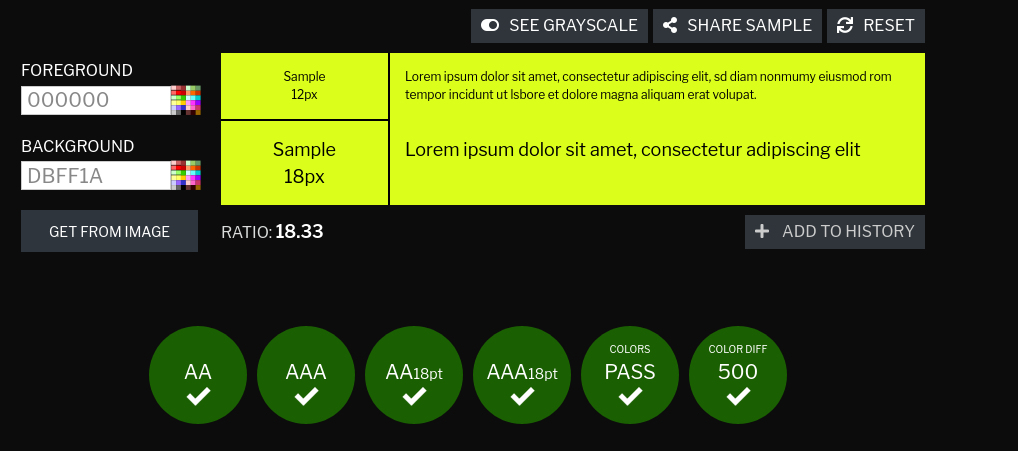 SEE GRAYSCALE
SHARE SAMPLE
RESET
FOREGROUND
000000
BACKGROUND
DBFF1A
GET FROM IMAGE
Sample
12px
Lorem ipsum dolor sit amet, consectetur adipiscing elit, sd diam nonmumy eiusmod rom
tempor incidunt ut lsbore et dolore magna aliquam erat volupat.
Sample
18px
Lorem ipsum dolor sit amet, consectetur adipiscing elit
RATIO: 18.33
ADD TO HISTORY
AA
AAA
AA18pt
AAA18pt
COLORS
PASS
COLOR DIFF
500